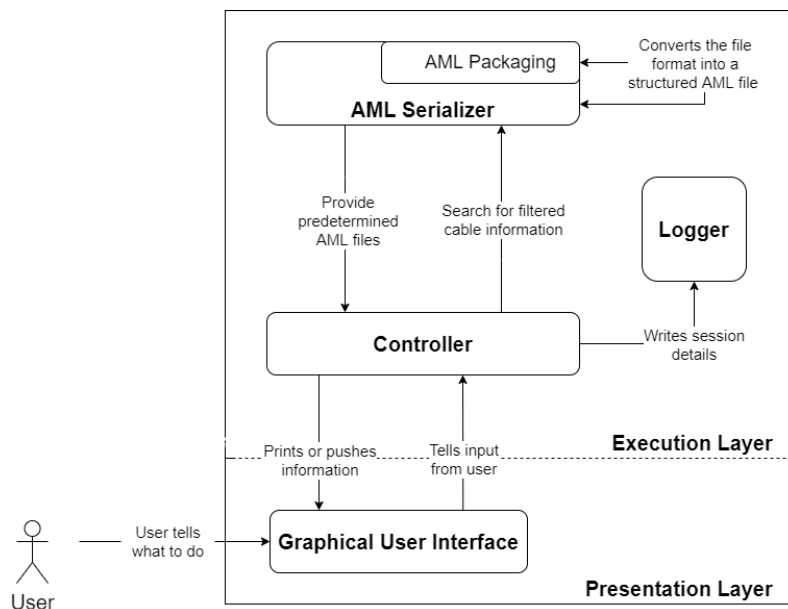 AML Packaging
Converts the file
format into a
structured AML file
AML Serializer
Provide
predetermined
AML files
Search for filtered
cable information
Logger
Controller
Writes session
details
Prints or pushes
information
Tells input
from user
Execution Layer
User tells
what to do
Graphical User Interface
User
Presentation Layer